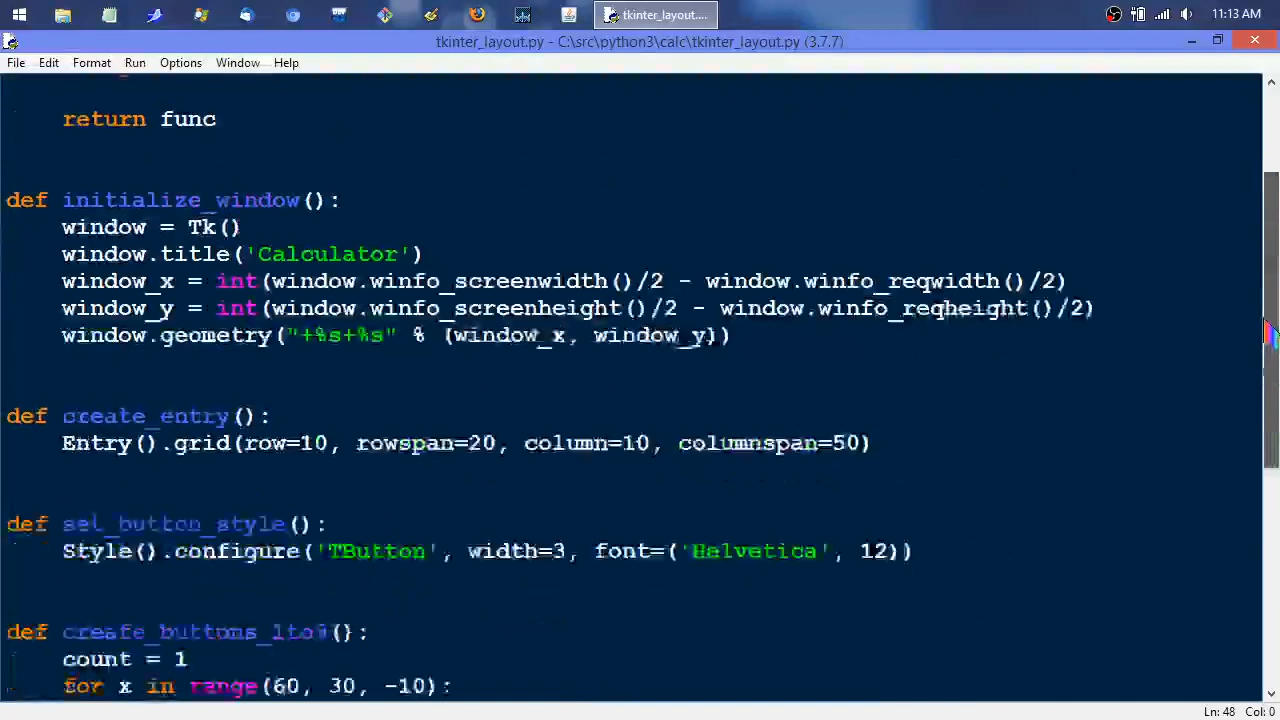 tkinter_layout....
11:13 AM
tkinter_layout.py - C:\src\python3\calc\tkinter_layout.py (3.7.7)
File Edit Format Run Options Window Help
return func
def initialize_window():
window = Tk()
window.title('Calculator')
window_x = int(window.winfo_screenwidth()/2 - window.winfo_reqwidth()/2)
window_y = int(window.winfo_screenheight()/2 - window.winfo_reqheight()/2)
window.geometry("+%s+%s" % (window_x, window_y))
def create_entry():
Entry().grid(row=10, rowspan=20, column=10, columnspan=50)
def set_button_style():
Style().configure('TButton', width=3, font=('Helvetica', 12))
def create_buttons_1to9():
count = 1
for x in range(60, 30, -10):
Ln: 48 Col: 0